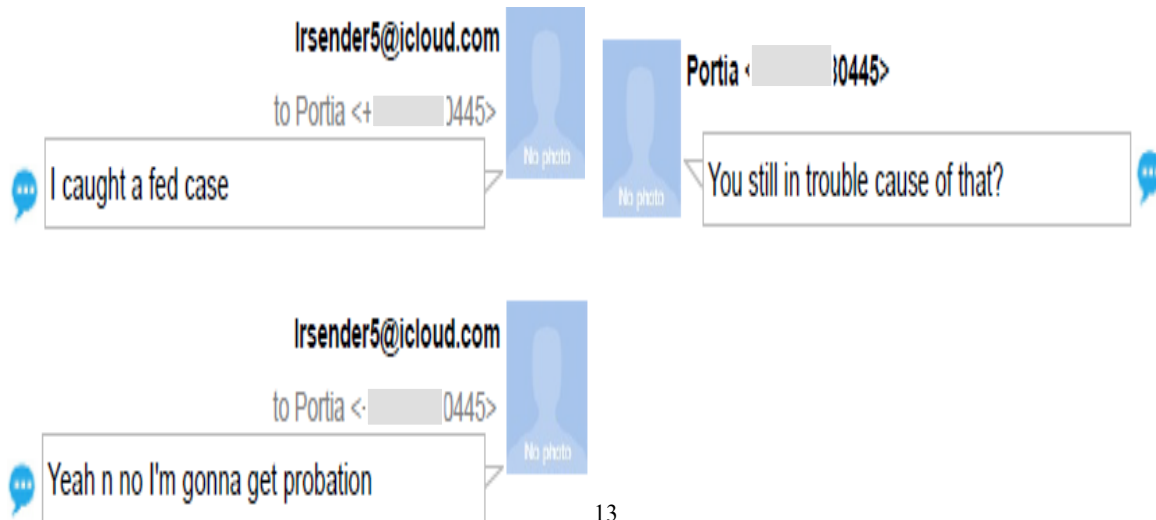 lrsender5@icloud.com
to Portia <+ 0445>
No photo
I caught a fed case
Portia < 0445>
No photo
You still in trouble cause of that?
lrsender5@icloud.com
to Portia < 0445>
No photo
Yeah n no I'm gonna get probation
13